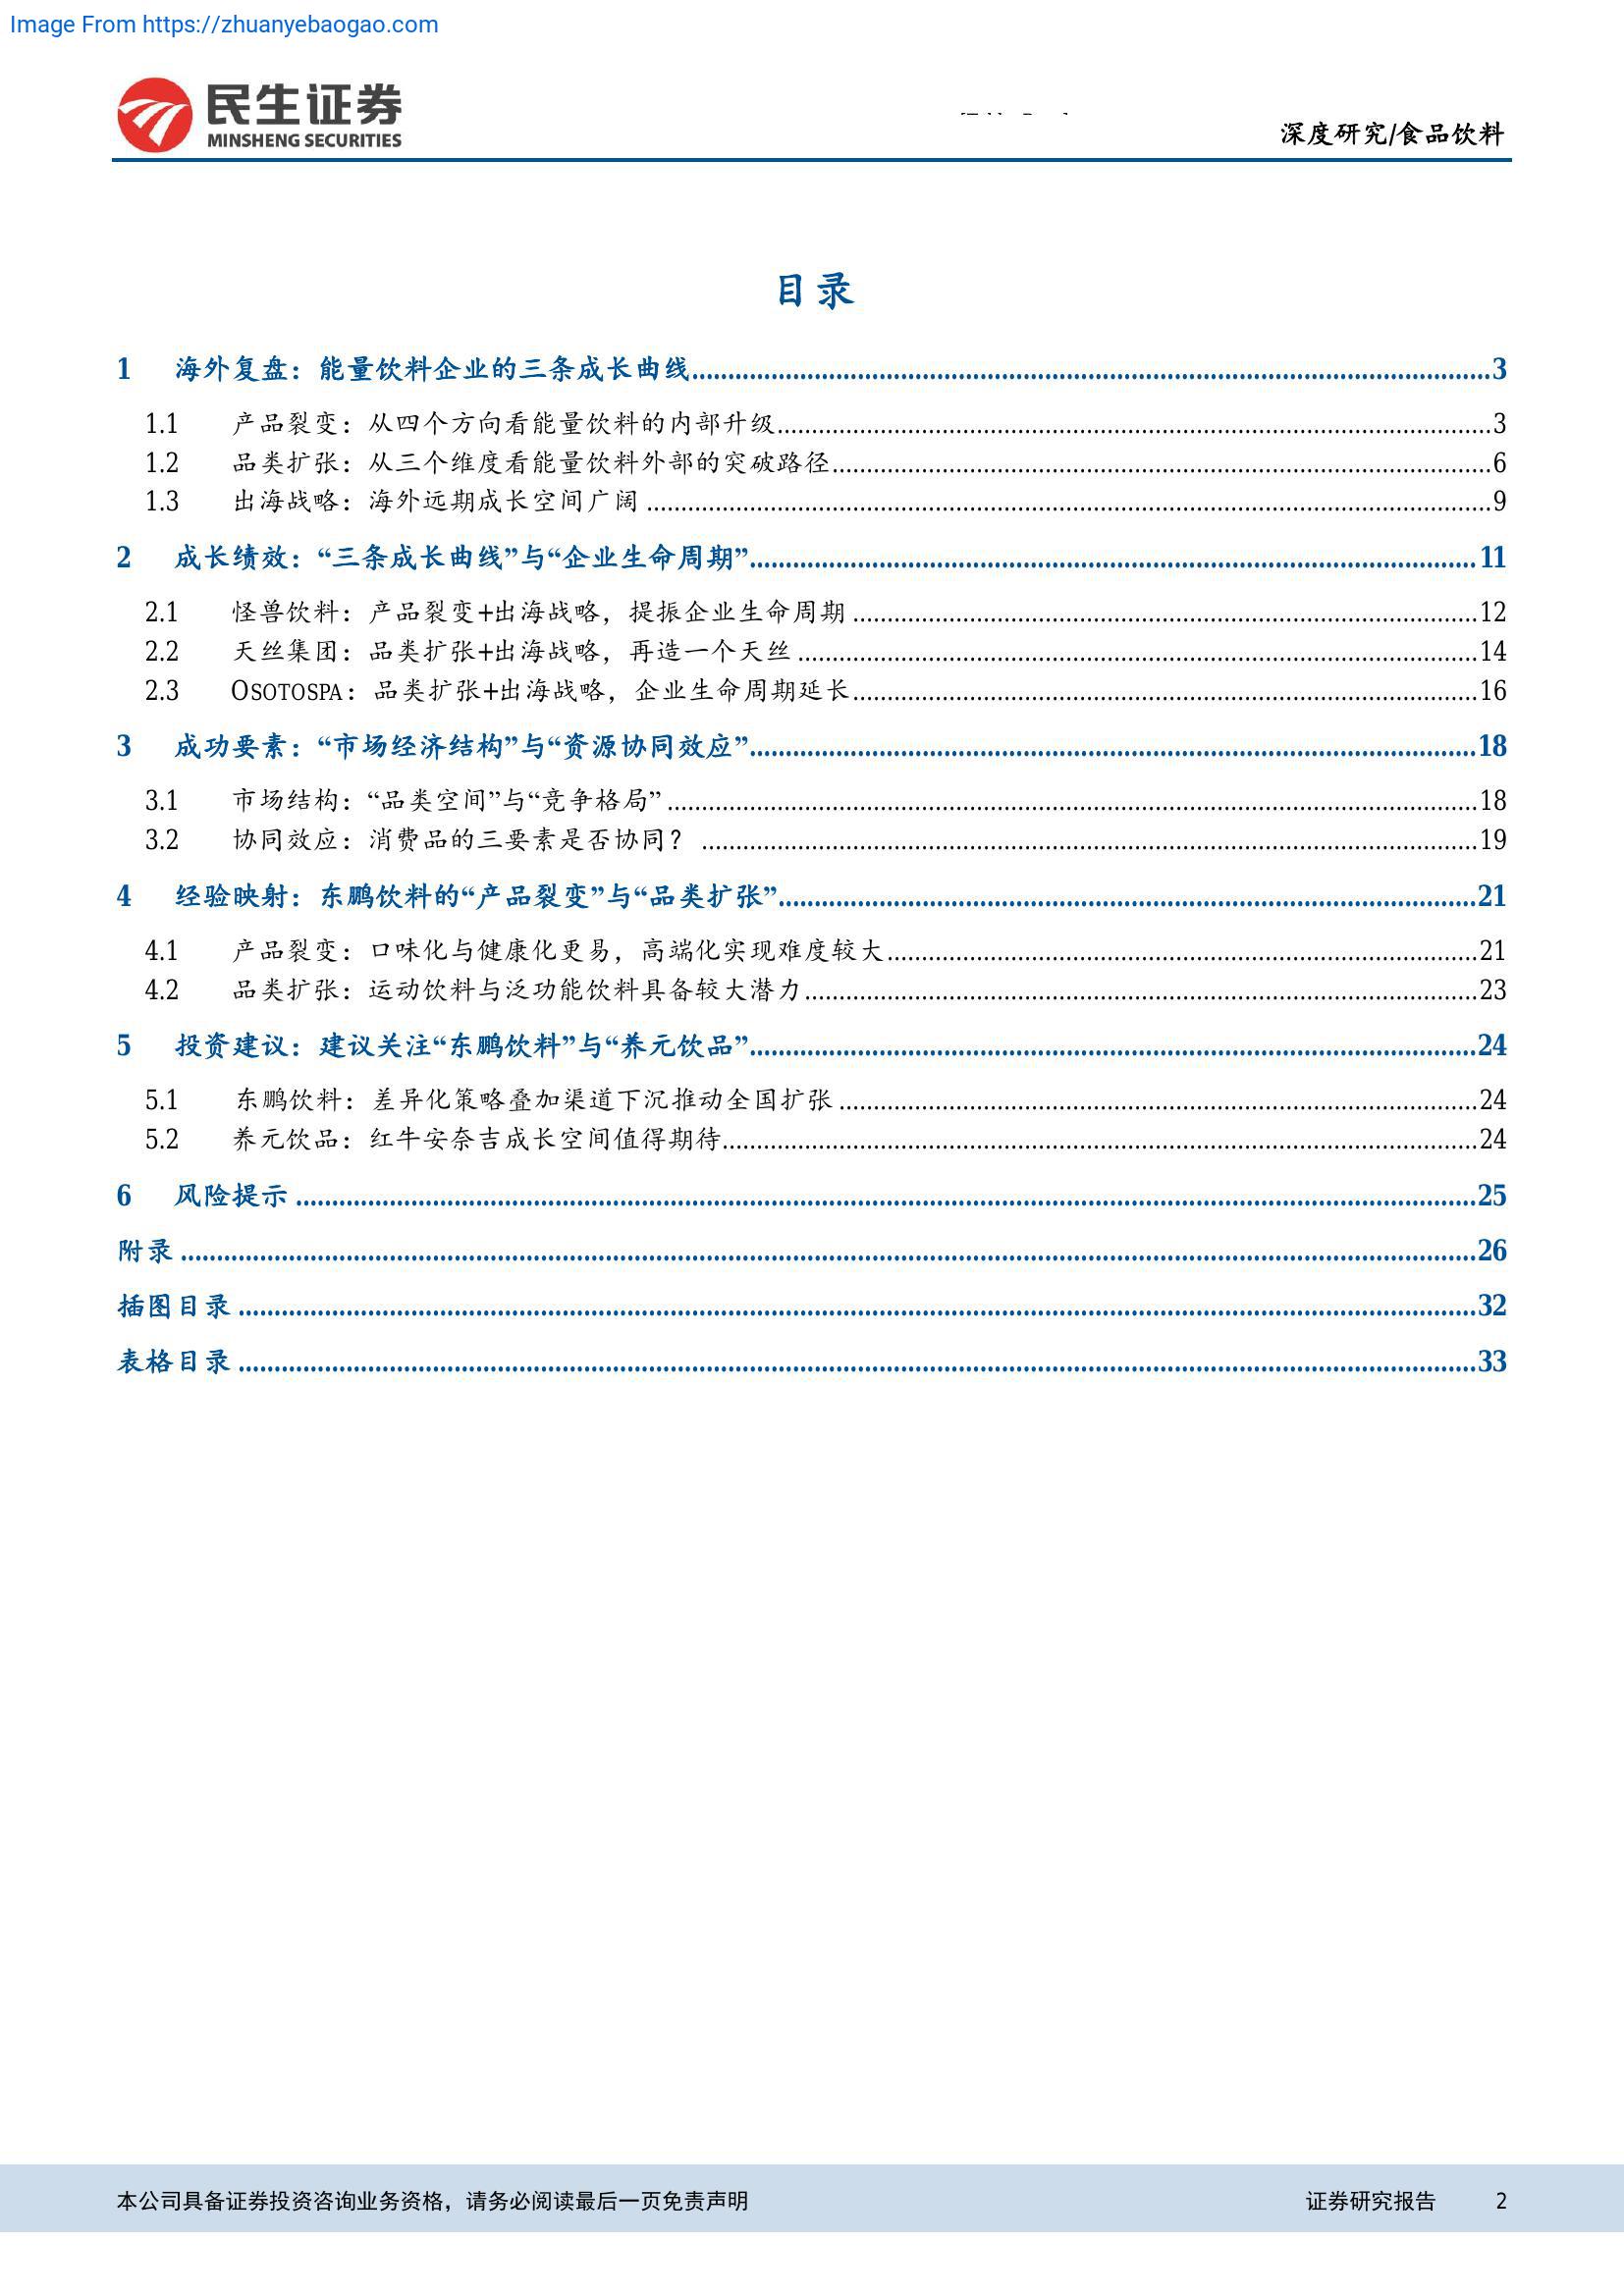 Image From https://zhuanyebaogao.com
民生证券
MINSHENG SECURITIES
深度研究/食品饮料
目录
1 海外复盘：能量饮料企业的三条成长曲线 3
1.1 产品裂变：从四个方向看能量饮料的内部升级 3
1.2 品类扩张：从三个维度看能量饮料外部的突破路径 6
1.3 出海战略：海外远期成长空间广阔 9
2 成长绩效：“三条成长曲线”与“企业生命周期” 11
2.1 怪兽饮料：产品裂变+出海战略，提振企业生命周期 12
2.2 天丝集团：品类扩张+出海战略，再造一个天丝 14
2.3 OSOTOSPA：品类扩张+出海战略，企业生命周期延长 16
3 成功要素：“市场经济结构”与“资源协同效应” 18
3.1 市场结构：“品类空间”与“竞争格局” 18
3.2 协同效应：消费品的三要素是否协同？ 19
4 经验映射：东鹏饮料的“产品裂变”与“品类扩张” 21
4.1 产品裂变：口味化与健康化更易，高端化实现难度较大 21
4.2 品类扩张：运动饮料与泛功能饮料具备较大潜力 23
5 投资建议：建议关注“东鹏饮料”与“养元饮品” 24
5.1 东鹏饮料：差异化策略叠加渠道下沉推动全国扩张 24
5.2 养元饮品：红牛安奈吉成长空间值得期待 24
6 风险提示 25
附录 26
插图目录 32
表格目录 33
本公司具备证券投资咨询业务资格，请务必阅读最后一页免责声明 证券研究报告 2